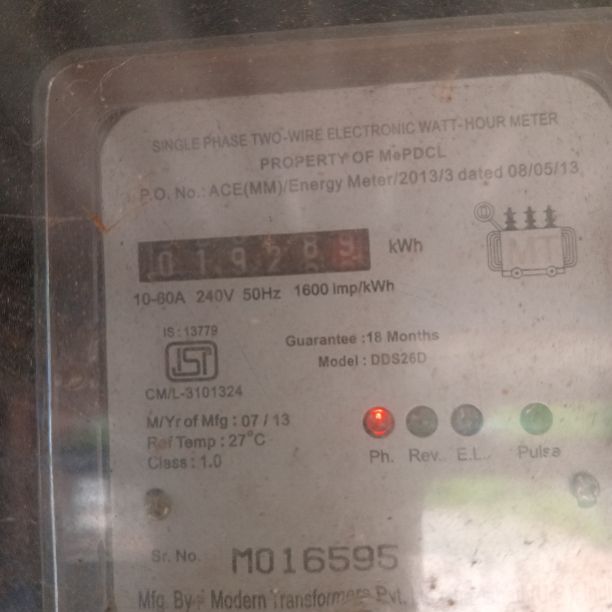 SINGLE PHASE TWO-WIRE ELECTRONIC WATT-HOUR METER
PROPERTY OF MePDCL
P.O. No.: ACE(MM)/Energy Meter/2013/3 dated 08/05/13
kWh
MT
10-60A 240V 50Hz 1600 imp/kWh
IS : 13779
ISI
CM/L-3101324
Guarantee :18 Months
Model : DDS26D
M/Yr of Mfg : 07 / 13
Ref Temp : 27°C
Class : 1.0
Ph. Rev. E.L. Pulse
Sr. No. M016595
Mfg. By : Modern Transformers Pvt.